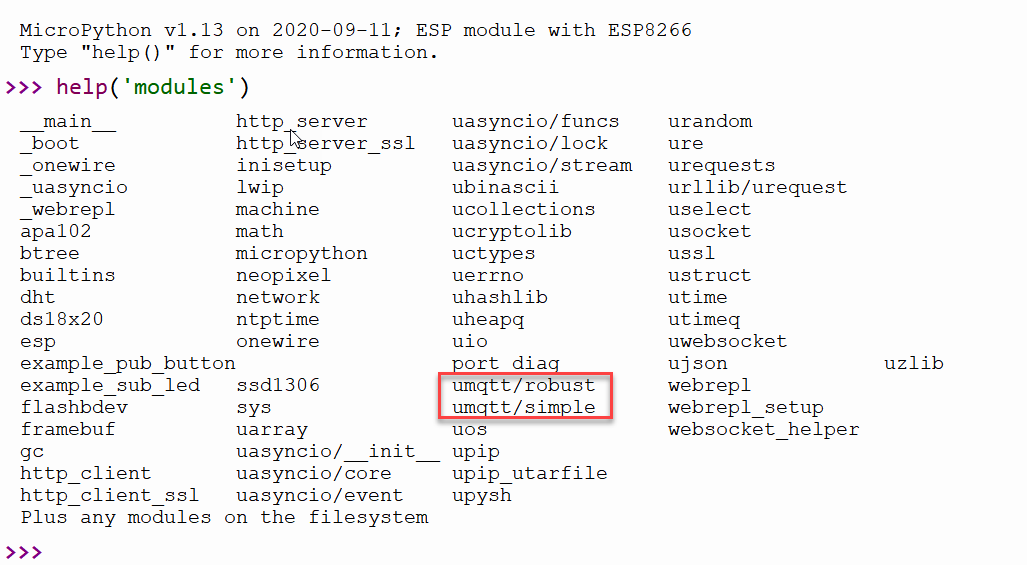 MicroPython v1.13 on 2020-09-11; ESP module with ESP8266
Type "help()" for more information.
>>> help('modules')
__main__ http_server uasyncio/funcs urandom
_boot http_server_ssl uasyncio/lock ure
_onewire inisetup uasyncio/stream urequests
_uasyncio lwip ubinascii urllib/urequest
_webrepl machine ucollections uselect
apa102 math ucryptolib usocket
btree micropython uctypes ussl
builtins neopixel uerrno ustruct
dht network uhashlib utime
ds18x20 ntptime uheapq utimeq
esp onewire uio uwebsocket
example_pub_button port_diag ujson uzlib
example_sub_led ssd1306 umqtt/robust webrepl
flashbdev sys umqtt/simple webrepl_setup
framebuf uarray uos websocket_helper
gc uasyncio/__init__ upip
http_client uasyncio/core upip_utarfile
http_client_ssl uasyncio/event upysh
Plus any modules on the filesystem
>>>